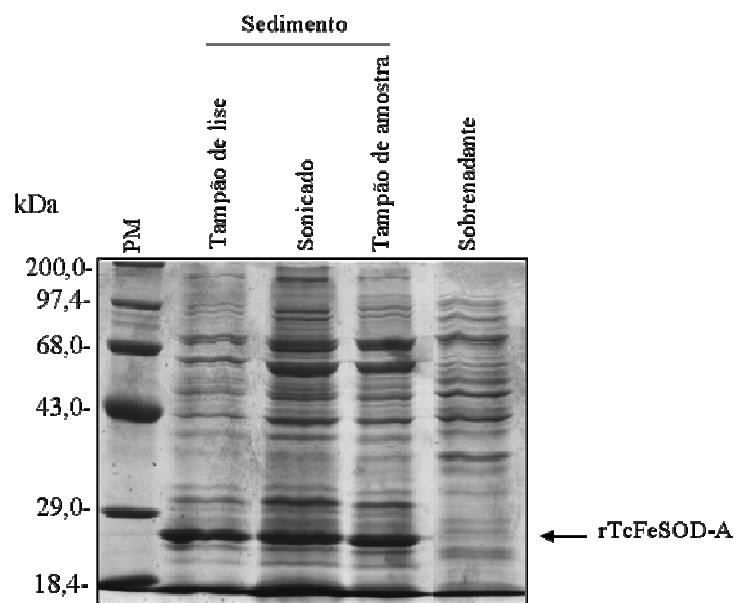 Sedimento
Tampão de lise
Sonicado
Tampão de amostra
Sobrenadante
kDa
PM
200,0-
97,4-
68,0-
43,0-
29,0-
18,4-
rTcFeSOD-A